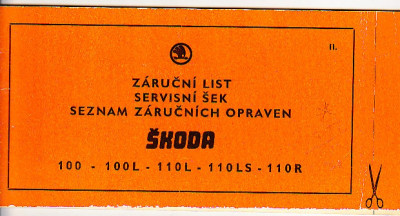 II.
ZÁRUČNÍ LIST
SERVISNÍ ŠEK
SEZNAM ZÁRUČNÍCH OPRAVEN
ŠKODA
100 - 100L - 110L - 110LS - 110R